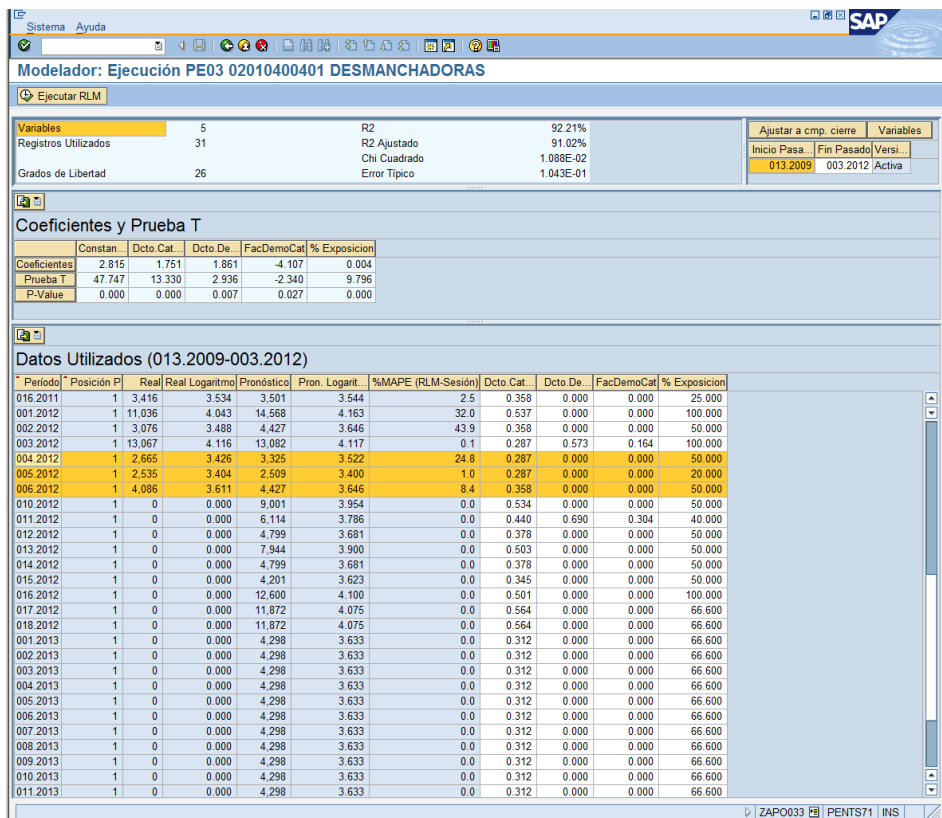 Sistema Ayuda
SAP
Modelador: Ejecución PE03 02010400401 DESMANCHADORAS
Ejecutar RLM
Variables 5 R2 92.21%
Registros Utilizados 31 R2 Ajustado 91.02%
Chi Cuadrado 1.088E-02
Grados de Libertad 26 Error Típico 1.043E-01
Ajustar a cmp. cierre Variables
Inicio Pasa... Fin Pasado Versi...
013.2009 003.2012 Activa
Coeficientes y Prueba T
Constan... Dcto.Cat... Dcto.De... FacDemoCat % Exposicion
Coeficientes 2.815 1.751 1.861 -4.107 0.004
Prueba T 47.747 13.330 2.936 -2.340 9.796
P-Value 0.000 0.000 0.007 0.027 0.000
Datos Utilizados (013.2009-003.2012)
Período Posición P Real Real Logaritmo Pronóstico Pron. Logarit... %MAPE (RLM-Sesión) Dcto.Cat... Dcto.De... FacDemoCat % Exposicion
016.2011 1 3,416 3.534 3,501 3.544 2.5 0.358 0.000 0.000 25.000
001.2012 1 11,036 4.043 14,568 4.163 32.0 0.537 0.000 0.000 100.000
002.2012 1 3,076 3.488 4,427 3.646 43.9 0.358 0.000 0.000 50.000
003.2012 1 13,067 4.116 13,082 4.117 0.1 0.287 0.573 0.164 100.000
004.2012 1 2,665 3.426 3,325 3.522 24.8 0.287 0.000 0.000 50.000
005.2012 1 2,535 3.404 2,509 3.400 1.0 0.287 0.000 0.000 20.000
006.2012 1 4,086 3.611 4,427 3.646 8.4 0.358 0.000 0.000 50.000
010.2012 1 0 0.000 9,001 3.954 0.0 0.534 0.000 0.000 50.000
011.2012 1 0 0.000 6,114 3.786 0.0 0.440 0.690 0.304 40.000
012.2012 1 0 0.000 4,799 3.681 0.0 0.378 0.000 0.000 50.000
013.2012 1 0 0.000 7,944 3.900 0.0 0.503 0.000 0.000 50.000
014.2012 1 0 0.000 4,799 3.681 0.0 0.378 0.000 0.000 50.000
015.2012 1 0 0.000 4,201 3.623 0.0 0.345 0.000 0.000 50.000
016.2012 1 0 0.000 12,600 4.100 0.0 0.501 0.000 0.000 100.000
017.2012 1 0 0.000 11,872 4.075 0.0 0.564 0.000 0.000 66.600
018.2012 1 0 0.000 11,872 4.075 0.0 0.564 0.000 0.000 66.600
001.2013 1 0 0.000 4,298 3.633 0.0 0.312 0.000 0.000 66.600
002.2013 1 0 0.000 4,298 3.633 0.0 0.312 0.000 0.000 66.600
003.2013 1 0 0.000 4,298 3.633 0.0 0.312 0.000 0.000 66.600
004.2013 1 0 0.000 4,298 3.633 0.0 0.312 0.000 0.000 66.600
005.2013 1 0 0.000 4,298 3.633 0.0 0.312 0.000 0.000 66.600
006.2013 1 0 0.000 4,298 3.633 0.0 0.312 0.000 0.000 66.600
007.2013 1 0 0.000 4,298 3.633 0.0 0.312 0.000 0.000 66.600
008.2013 1 0 0.000 4,298 3.633 0.0 0.312 0.000 0.000 66.600
009.2013 1 0 0.000 4,298 3.633 0.0 0.312 0.000 0.000 66.600
010.2013 1 0 0.000 4,298 3.633 0.0 0.312 0.000 0.000 66.600
011.2013 1 0 0.000 4,298 3.633 0.0 0.312 0.000 0.000 66.600
ZAPO033 PENTS71 INS